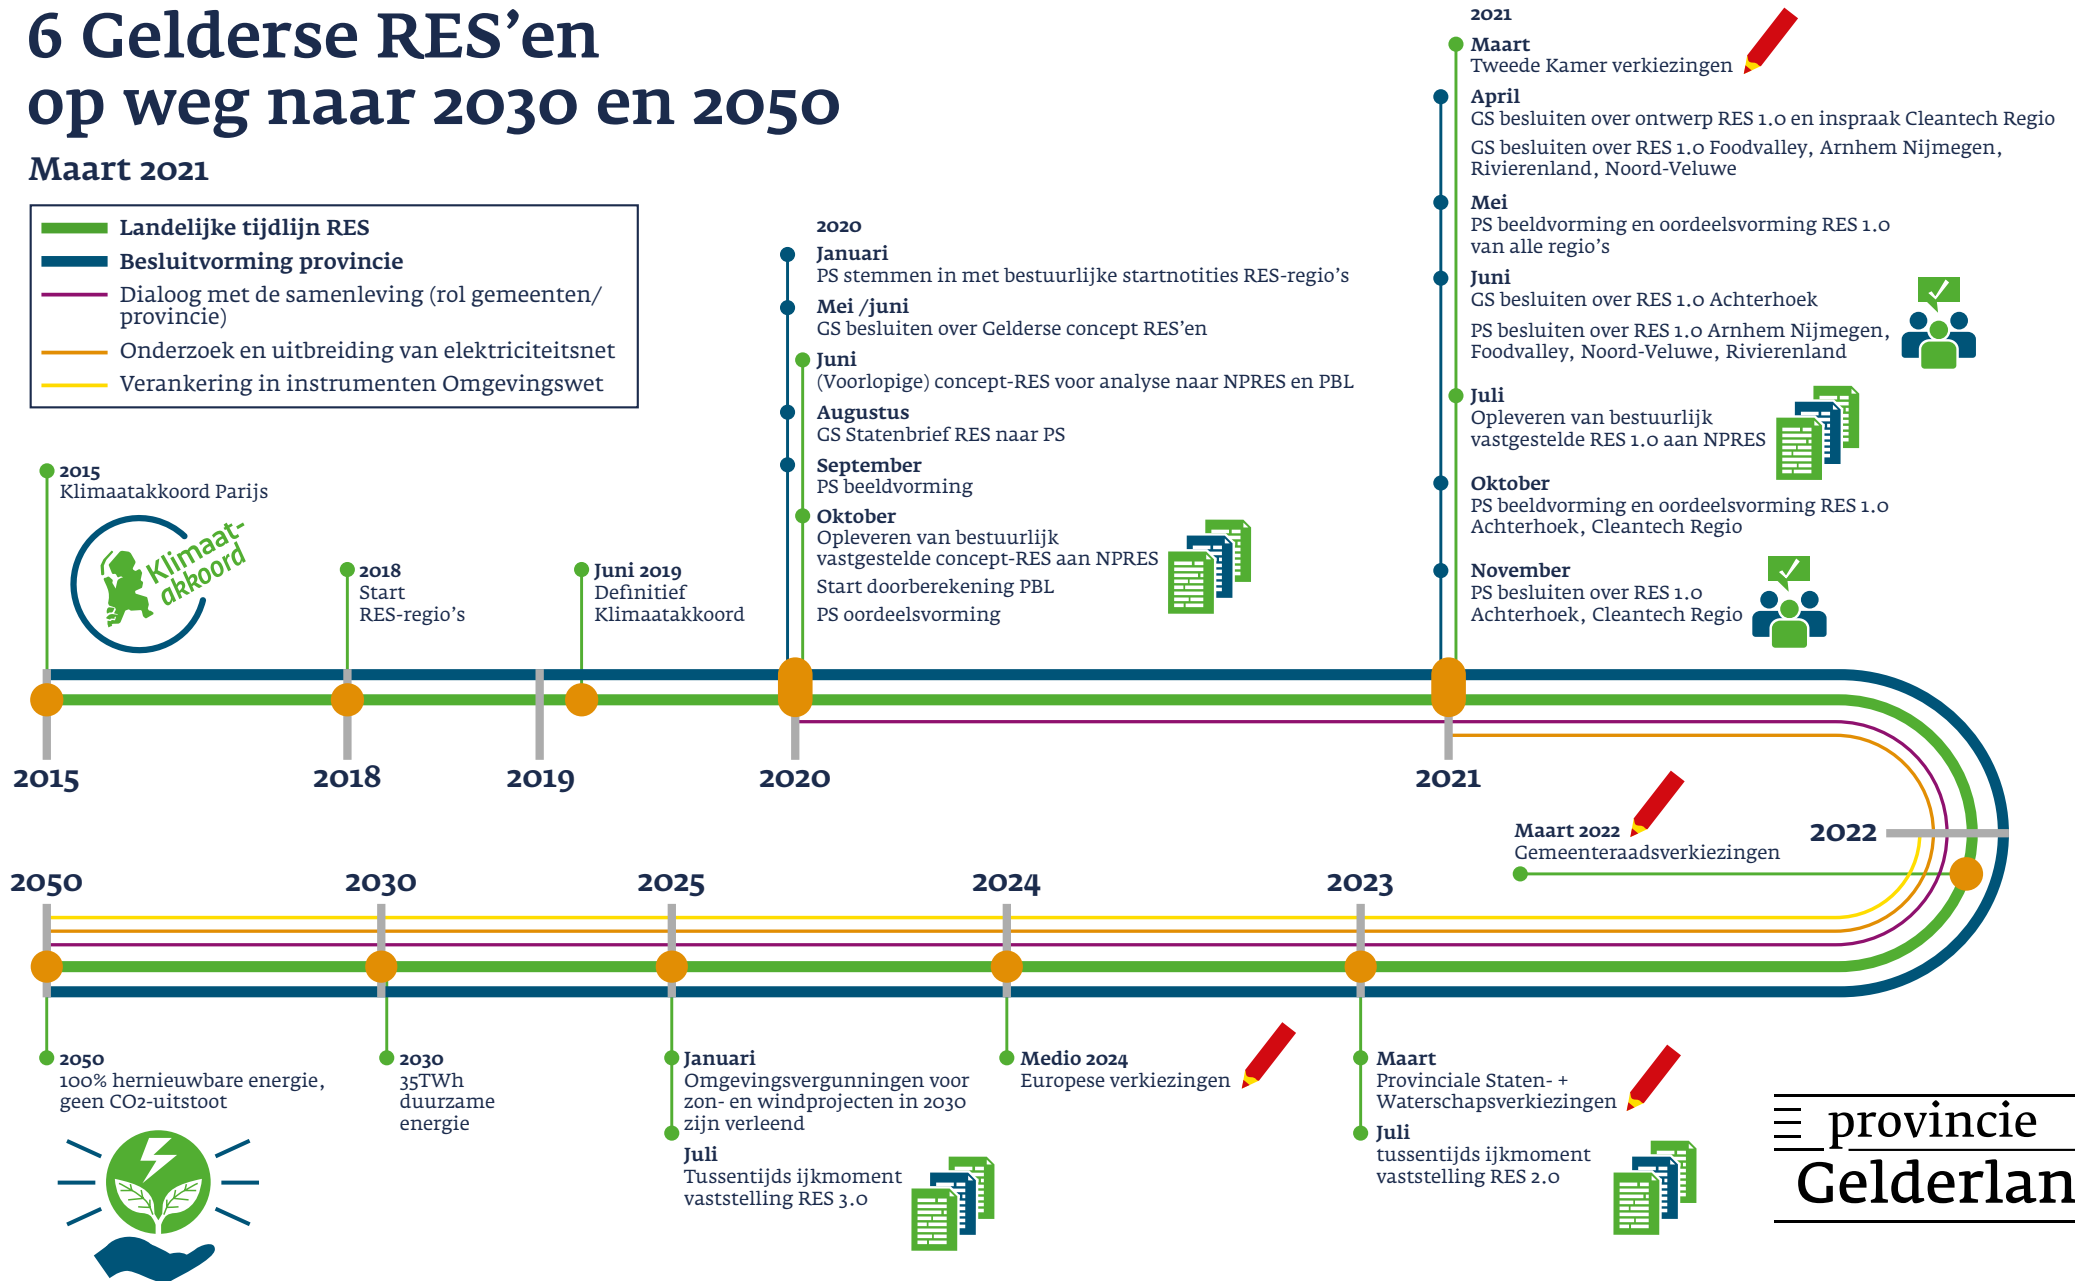 6 Gelderse RES'en
op weg naar 2030 en 2050
Maart 2021
Landelijke tijdlijn RES
Besluitvorming provincie
Dialoog met de samenleving (rol gemeenten/
provincie)
Onderzoek en uitbreiding van elektriciteitsnet
Verankering in instrumenten Omgevingswet
2015
Klimaatakkoord Parijs
Klimaat-
akkoord
2018
Start
RES-regio's
Juni 2019
Definitief
Klimaatakkoord
2020
Januari
PS stemmen in met bestuurlijke startnotities RES-regio's
Mei /juni
GS besluiten over Gelderse concept RES'en
Juni
(Voorlopige) concept-RES voor analyse naar NPRES en PBL
Augustus
GS Statenbrief RES naar PS
September
PS beeldvorming
Oktober
Opleveren van bestuurlijk
vastgestelde concept-RES aan NPRES
Start doorberekening PBL
PS oordeelsvorming
2021
Maart
Tweede Kamer verkiezingen
April
GS besluiten over ontwerp RES 1.0 en inspraak Cleantech Regio
GS besluiten over RES 1.0 Foodvalley, Arnhem Nijmegen,
Rivierenland, Noord-Veluwe
Mei
PS beeldvorming en oordeelsvorming RES 1.0
van alle regio's
Juni
GS besluiten over RES 1.0 Achterhoek
PS besluiten over RES 1.0 Arnhem Nijmegen,
Foodvalley, Noord-Veluwe, Rivierenland
Juli
Opleveren van bestuurlijk
vastgestelde RES 1.0 aan NPRES
Oktober
PS beeldvorming en oordeelsvorming RES 1.0
Achterhoek, Cleantech Regio
November
PS besluiten over RES 1.0
Achterhoek, Cleantech Regio
2015
2018
2019
2020
2021
Maart 2022
Gemeenteraadsverkiezingen
2022
2050
2030
2025
2024
2023
2050
100% hernieuwbare energie,
geen CO2-uitstoot
2030
35TWh
duurzame
energie
Januari
Omgevingsvergunningen voor
zon- en windprojecten in 2030
zijn verleend
Juli
Tussentijds ijkmoment
vaststelling RES 3.0
Medio 2024
Europese verkiezingen
Maart
Provinciale Staten- +
Waterschapsverkiezingen
Juli
tussentijds ijkmoment
vaststelling RES 2.0
provincie
Gelderlan